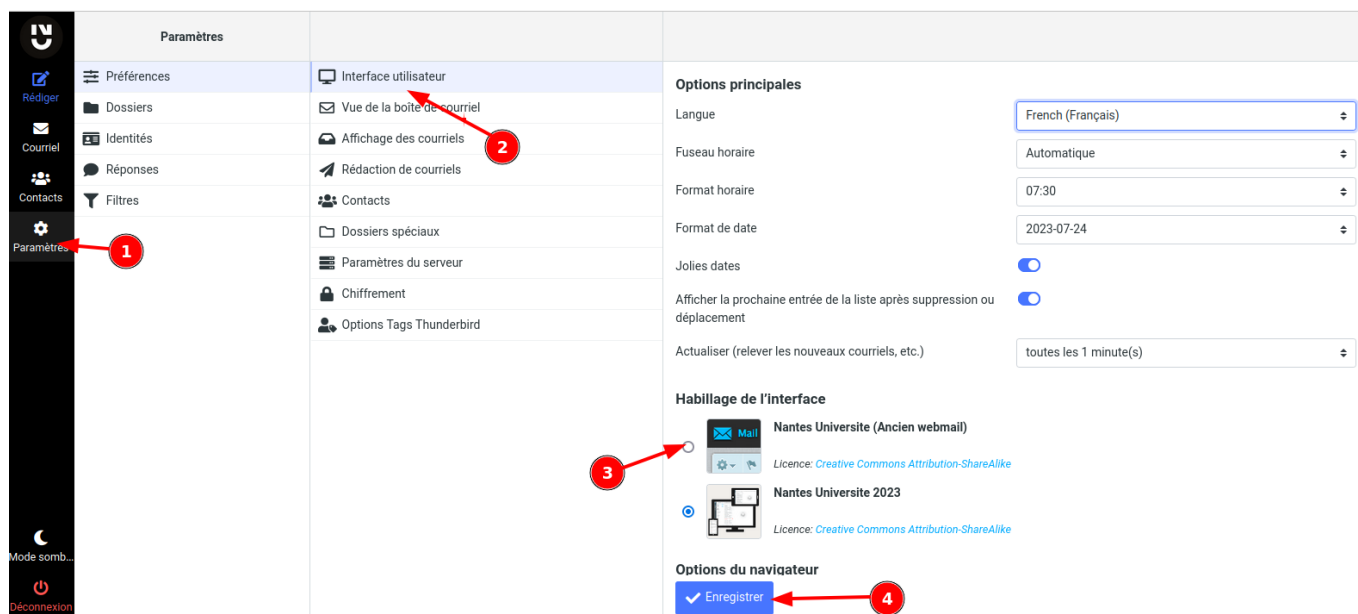 NU
Rédiger
Courriel
Contacts
Paramètres
1
Mode somb...
Déconnexion
Paramètres
Préférences
Dossiers
Identités
Réponses
Filtres
Interface utilisateur
Vue de la boîte de courriel
2
Affichage des courriels
Rédaction de courriels
Contacts
Dossiers spéciaux
Paramètres du serveur
Chiffrement
Options Tags Thunderbird
Options principales
Langue
French (Français)
Fuseau horaire
Automatique
Format horaire
07:30
Format de date
2023-07-24
Jolies dates
Afficher la prochaine entrée de la liste après suppression ou
déplacement
Actualiser (relever les nouveaux courriels, etc.)
toutes les 1 minute(s)
Habillage de l'interface
3
Mail
Nantes Universite (Ancien webmail)
Licence: Creative Commons Attribution-ShareAlike
Nantes Universite 2023
Licence: Creative Commons Attribution-ShareAlike
Options du navigateur
Enregistrer
4